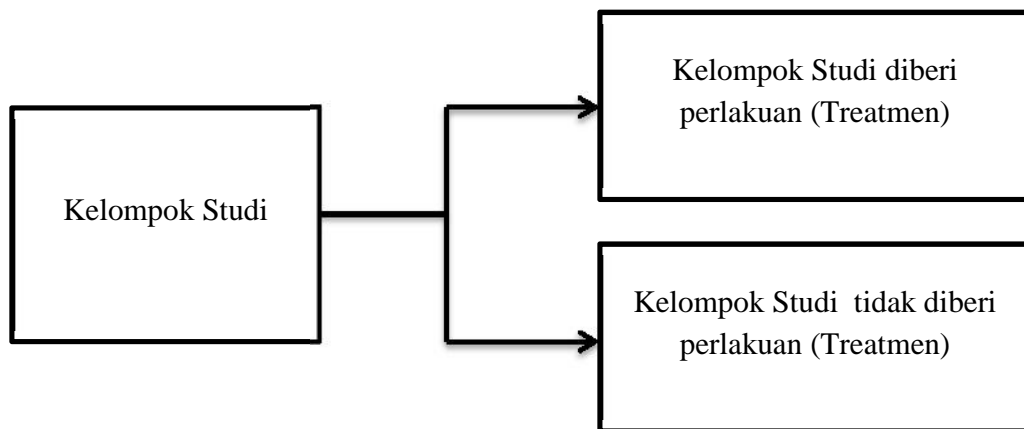 Kelompok Studi
Kelompok Studi diberi
perlakuan (Treatmen)
Kelompok Studi  tidak diberi
perlakuan (Treatmen)